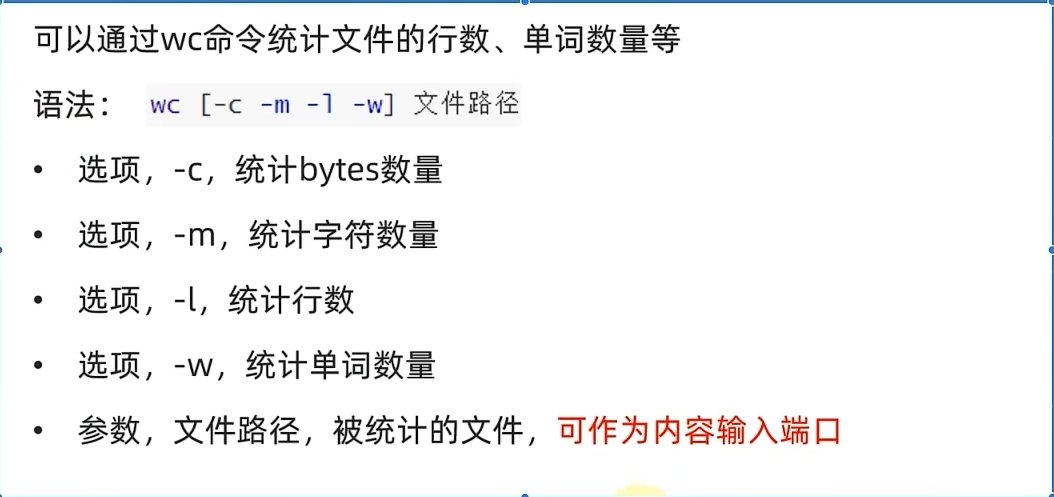 可以通过wc命令统计文件的行数、单词数量等
语法： wc [-c -m -l -w] 文件路径
• 选项，-c，统计bytes数量
• 选项，-m，统计字符数量
• 选项，-l，统计行数
• 选项，-w，统计单词数量
• 参数，文件路径，被统计的文件，可作为内容输入端口